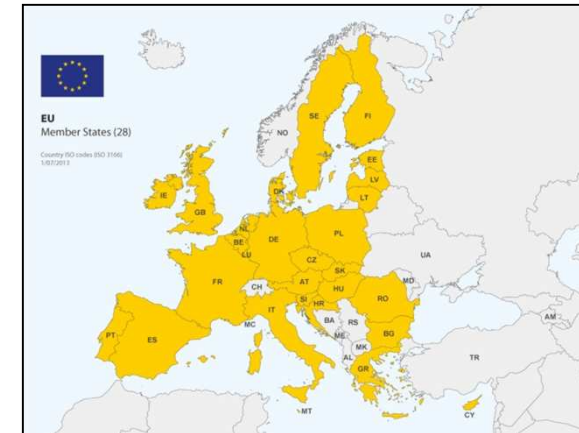 EU
Member States (28)
Country ISO codes (ISO 3166)
1/07/2013
SE
FI
NO
EE
LV
LT
DK
IE
GB
NL
BE
LU
DE
PL
CZ
SK
UA
FR
CH
AT
HU
MD
SI
HR
RO
IT
BA
RS
MC
ME
BG
AM
PT
ES
MK
AL
GR
TR
MT
CY